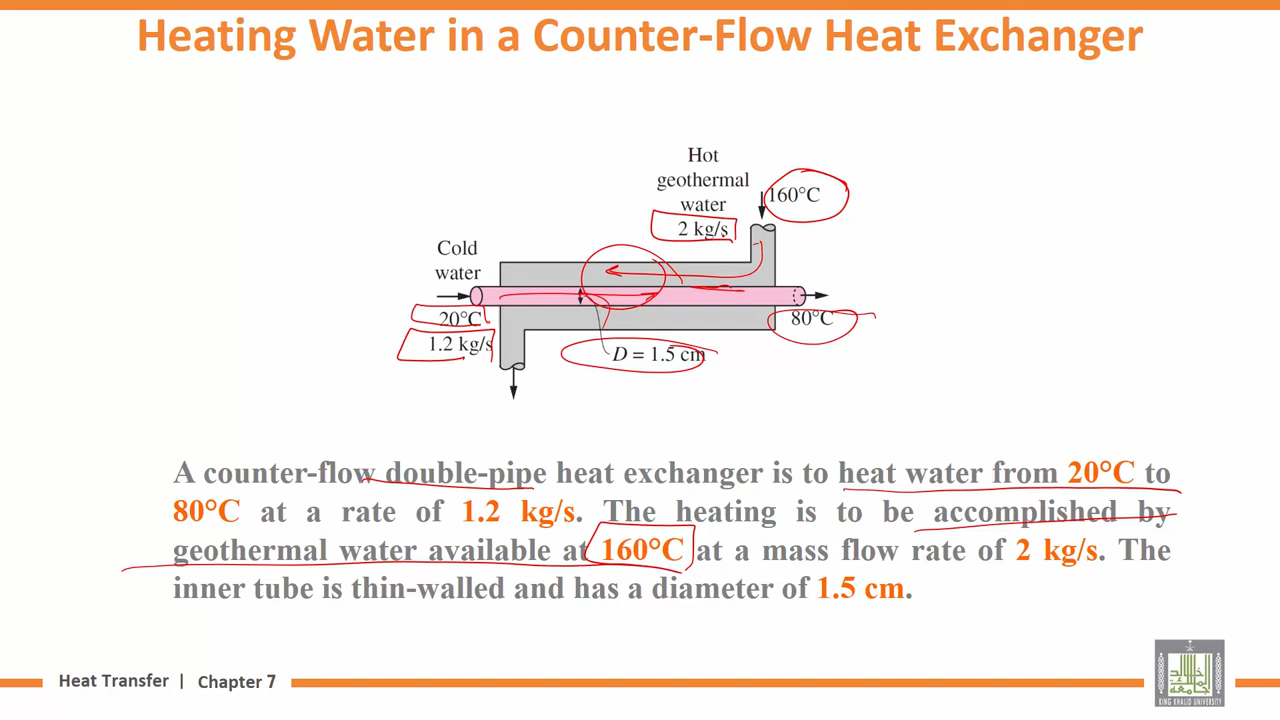 Heating Water in a Counter-Flow Heat Exchanger
Hot
geothermal
water
2 kg/s
160°C
Cold
water
20°C
1.2 kg/s
80°C
D = 1.5 cm
A counter-flow double-pipe heat exchanger is to heat water from 20°C to
80°C at a rate of 1.2 kg/s. The heating is to be accomplished by
geothermal water available at 160°C at a mass flow rate of 2 kg/s. The
inner tube is thin-walled and has a diameter of 1.5 cm.
Heat Transfer | Chapter 7
KING KHALID UNIVERSITY